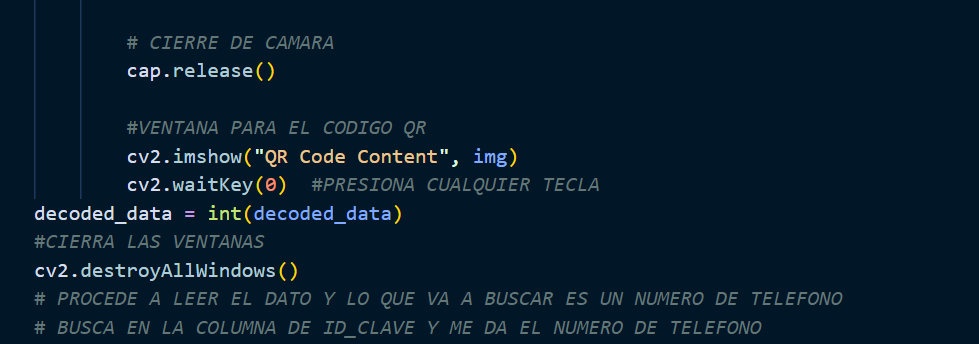 # CIERRE DE CAMARA
cap.release()
#VENTANA PARA EL CODIGO QR
cv2.imshow("QR Code Content", img)
cv2.waitKey(0)  #PRESIONA CUALQUIER TECLA
decoded_data = int(decoded_data)
#CIERRA LAS VENTANAS
cv2.destroyAllWindows()
# PROCEDE A LEER EL DATO Y LO QUE VA A BUSCAR ES UN NUMERO DE TELEFONO
# BUSCA EN LA COLUMNA DE ID_CLAVE Y ME DA EL NUMERO DE TELEFONO